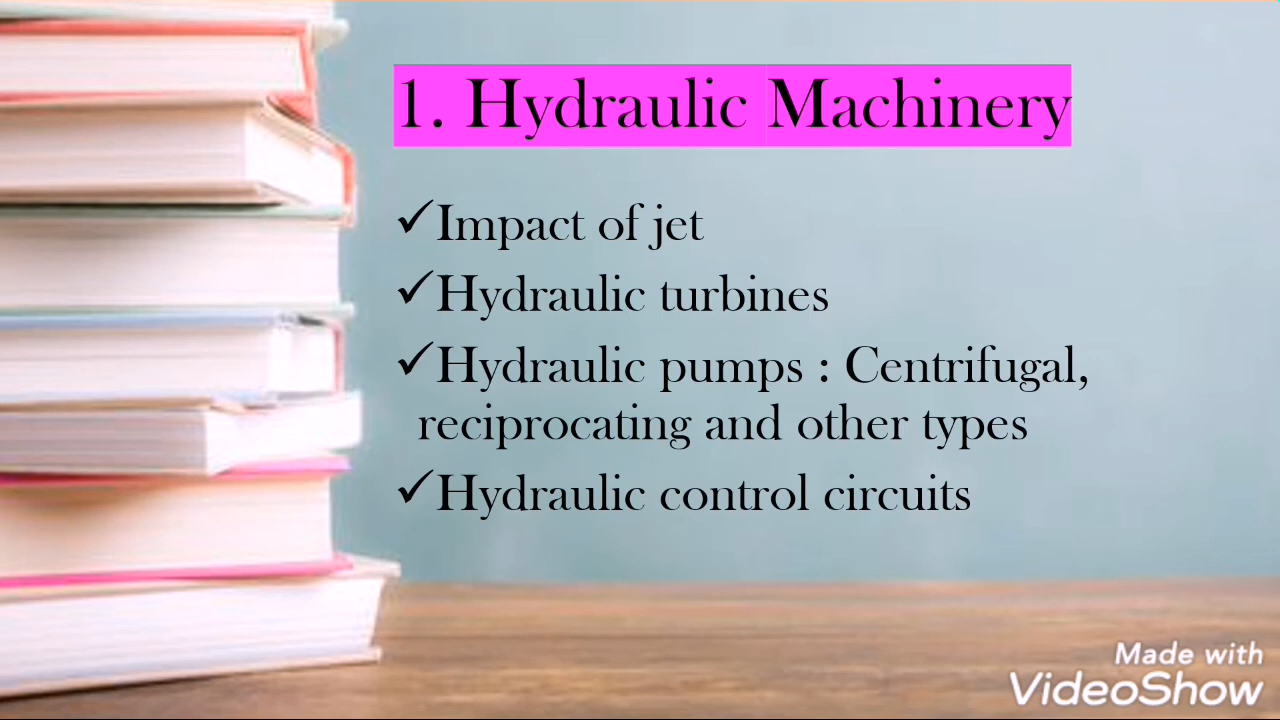 1. Hydraulic Machinery
✓Impact of jet
✓Hydraulic turbines
✓Hydraulic pumps : Centrifugal,
reciprocating and other types
✓Hydraulic control circuits
Made with
VideoShow